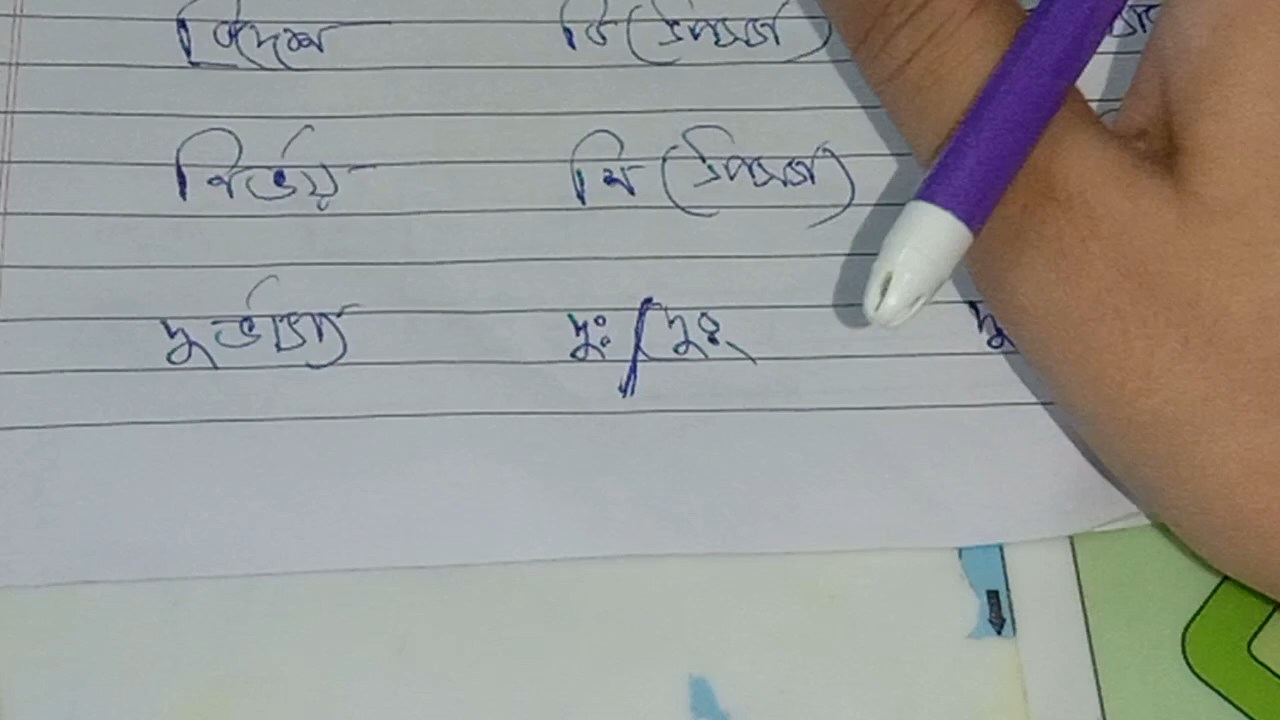 বিদেশ বি (উপসর্গ)
নির্ভয় নি (উপসর্গ)
দুর্ভাগ্য দুঃ / দুঃ